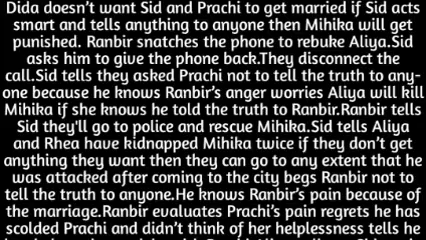 Dida doesn't want Sid and Prachi to get married if Sid acts
smart and tells anything to anyone then Mihika will get
punished. Ranbir snatches the phone to rebuke Aliya.Sid
asks him to give the phone back.They disconnect the
call.Sid tells they asked Prachi not to tell the truth to any-
one because he knows Ranbir's anger worries Aliya will kill
Mihika if she knows he told the truth to Ranbir.Ranbir tells
Sid they'll go to police and rescue Mihika.Sid tells Aliya
and Rhea have kidnapped Mihika twice if they don't get
anything they want then they can go to any extent that he
was attacked after coming to the city begs Ranbir not to
tell the truth to anyone.He knows Ranbir's pain because of
the marriage.Ranbir evaluates Prachi's pain regrets he has
scolded Prachi and didn't think of her helplessness tells he